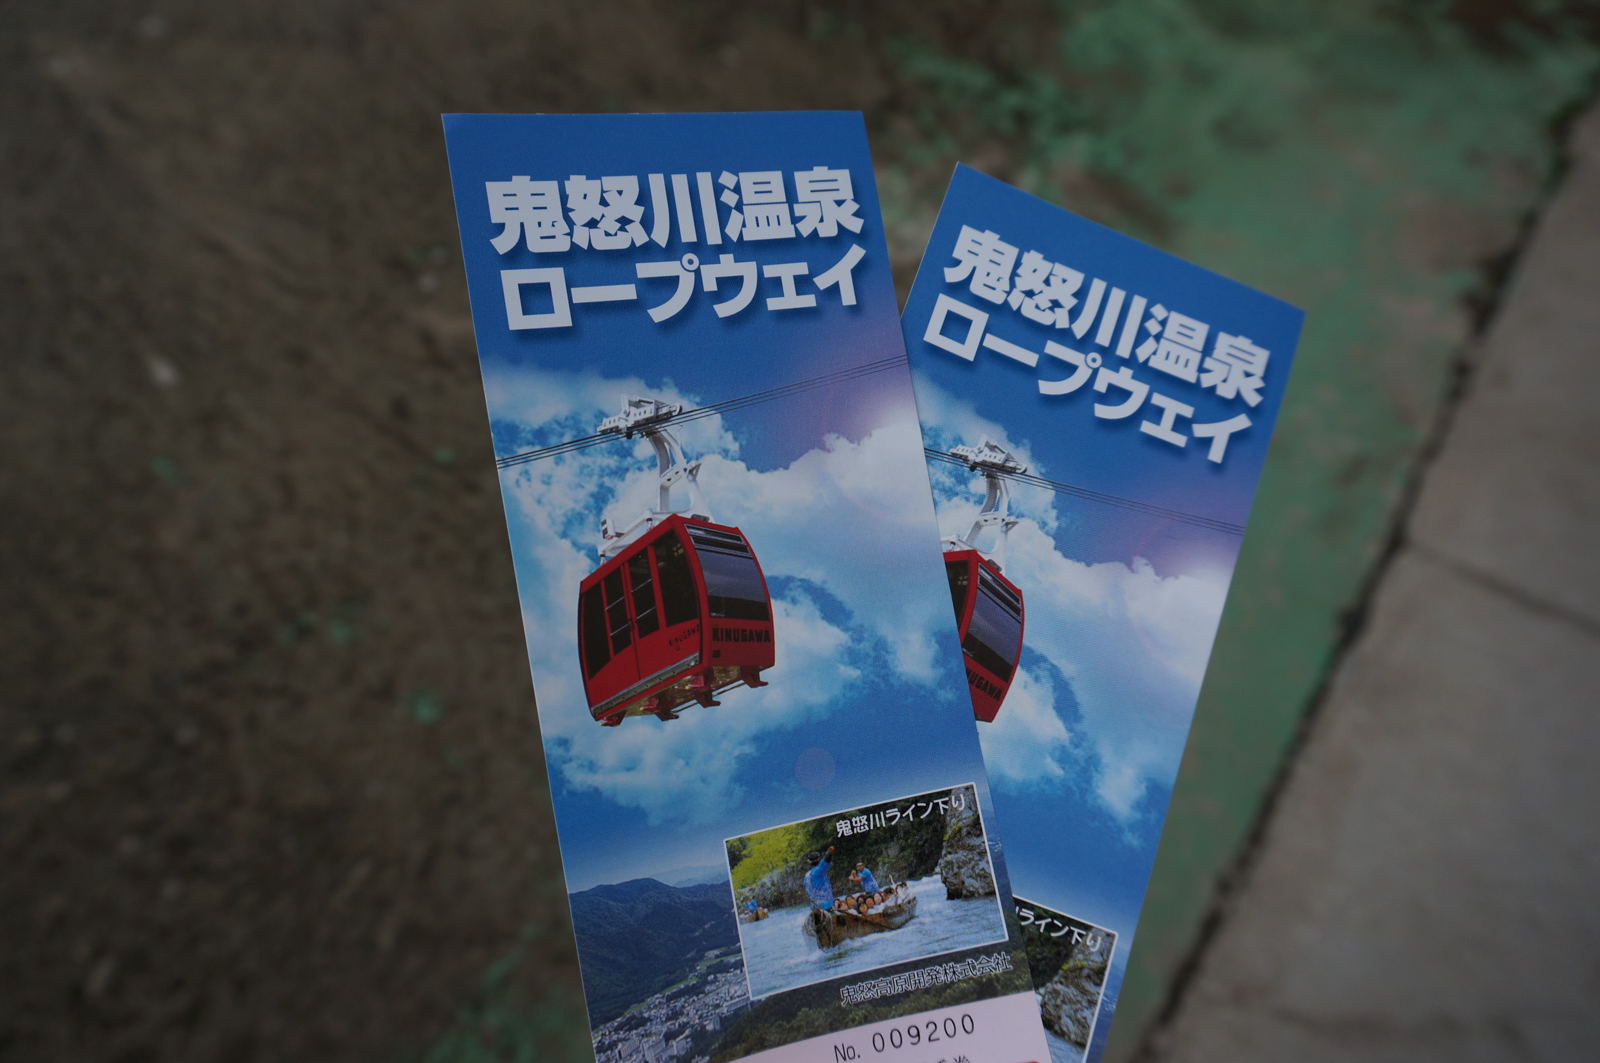 鬼怒川温泉
ロープウェイ
KINUGAWA
鬼怒川ライン下り
鬼怒高原開発株式会社
No. 009200
鬼怒川温泉
ロープウェイ
UGAWA
ライン下り